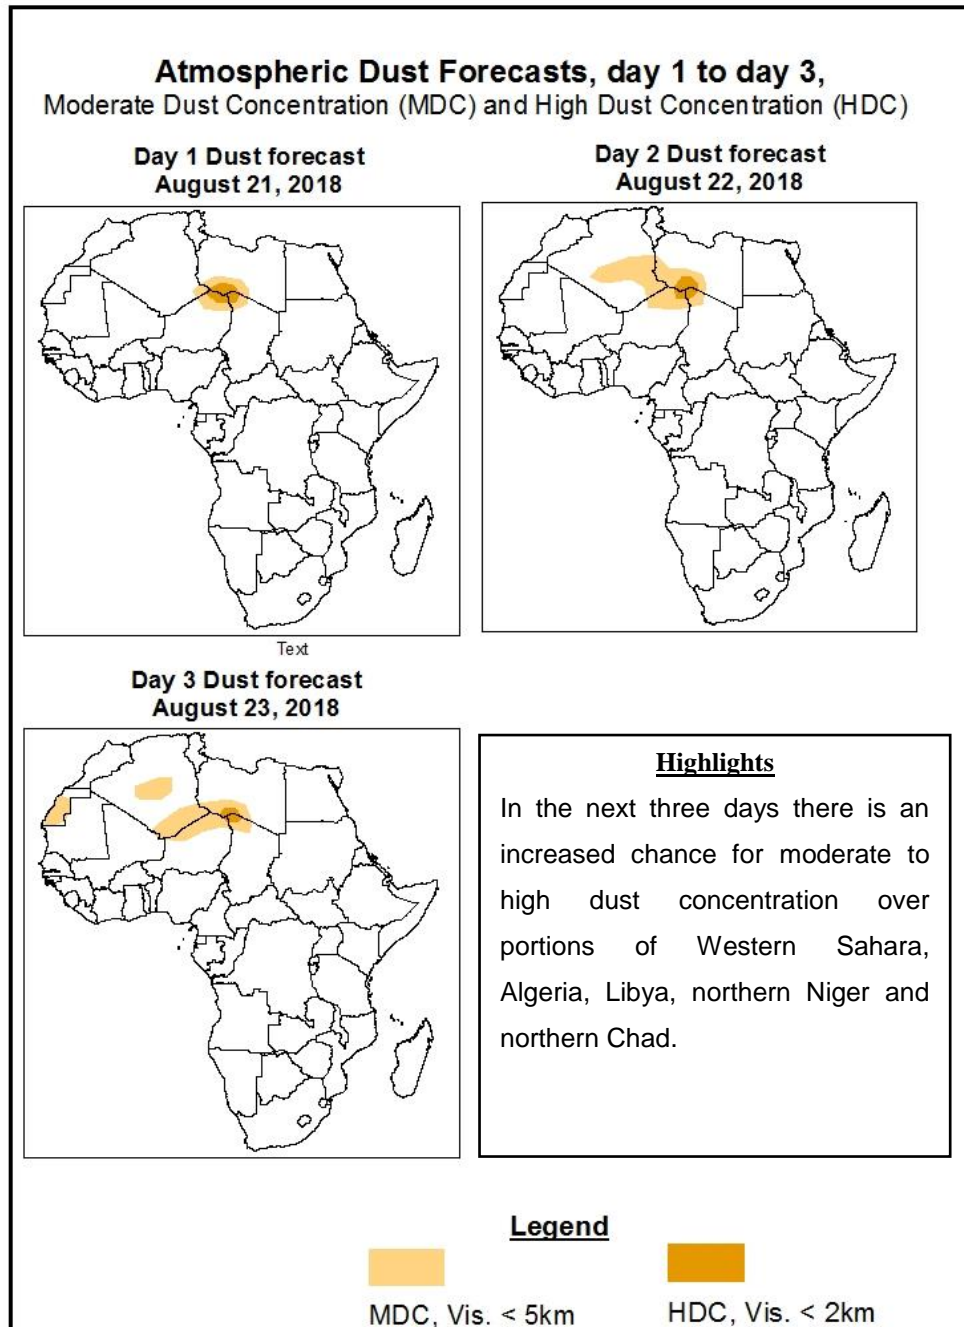 Atmospheric Dust Forecasts, day 1 to day 3,
Moderate Dust Concentration (MDC) and High Dust Concentration (HDC)
Day 1 Dust forecast
August 21, 2018
Day 2 Dust forecast
August 22, 2018
Text
Day 3 Dust forecast
August 23, 2018
Highlights
In the next three days there is an
increased chance for moderate to
high dust concentration over
portions of Western Sahara,
Algeria, Libya, northern Niger and
northern Chad.
Legend
MDC, Vis. < 5km
HDC, Vis. < 2km